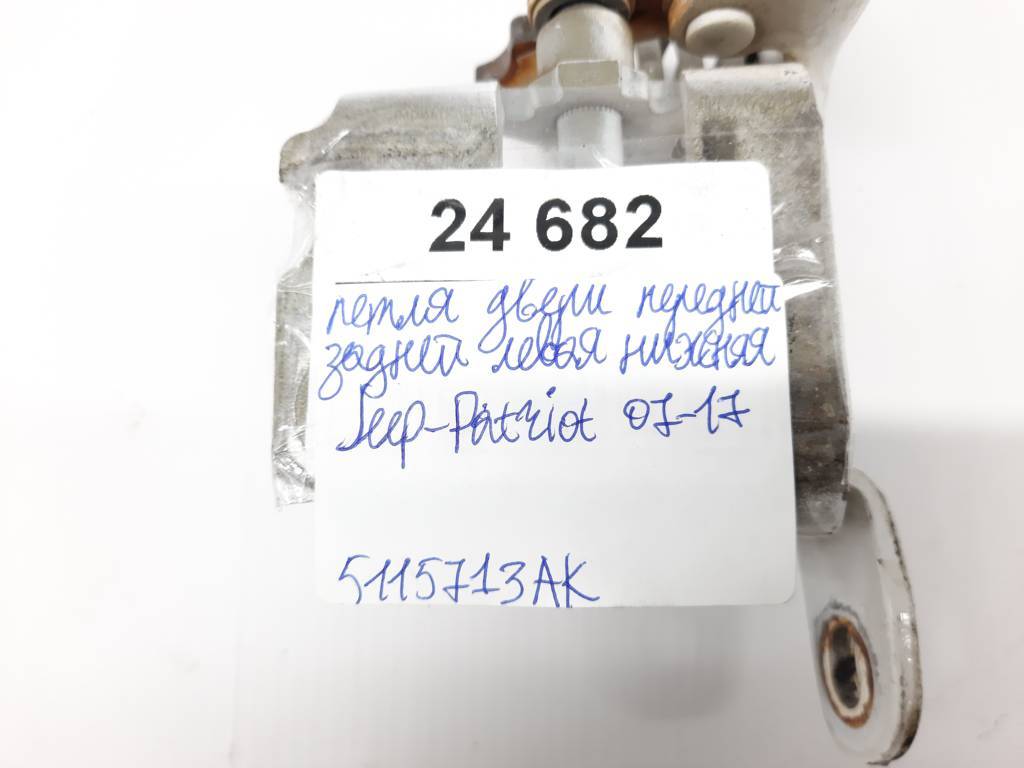 24 682
петля двери передней
задней левая нижняя
Jeep-Patriot 07-17
5115713AK